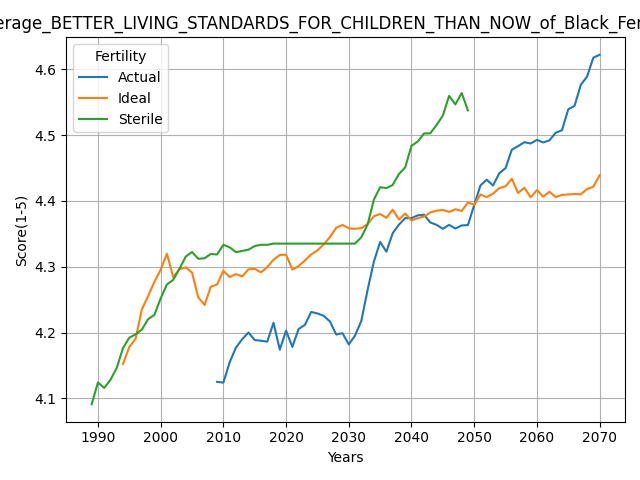 erage_BETTER_LIVING_STANDARDS_FOR_CHILDREN_THAN_NOW_of_Black_Fer
Fertility
Actual
Ideal
Sterile
Score(1-5)
4.6
4.5
4.4
4.3
4.2
4.1
1990 2000 2010 2020 2030 2040 2050 2060 2070
Years